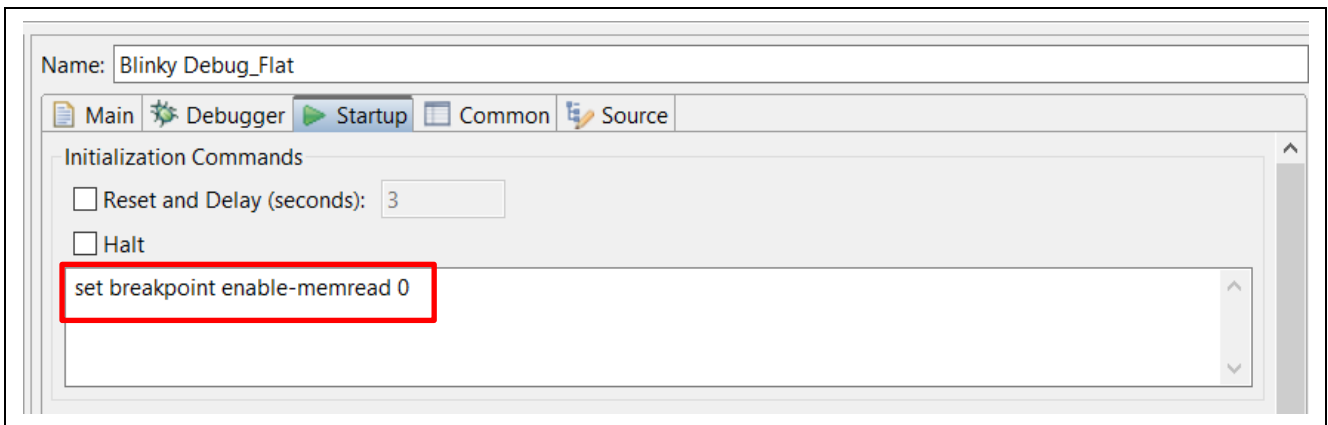 Name: Blinky Debug_Flat
Main Debugger Startup Common Source
Initialization Commands
Reset and Delay (seconds): 3
Halt
set breakpoint enable-memread 0